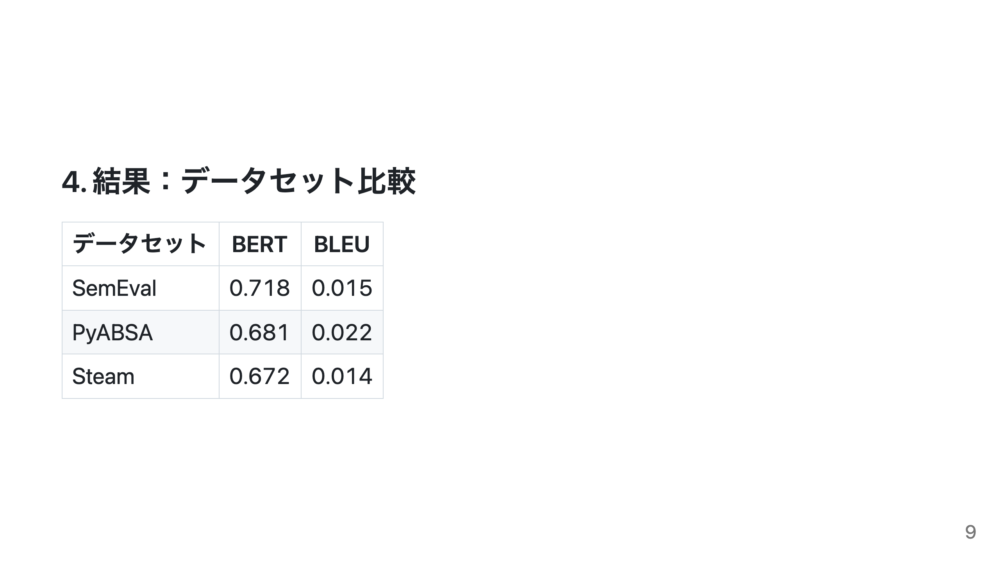 4. 結果：データセット比較
データセット BERT BLEU
SemEval 0.718 0.015
PyABSA 0.681 0.022
Steam 0.672 0.014
9